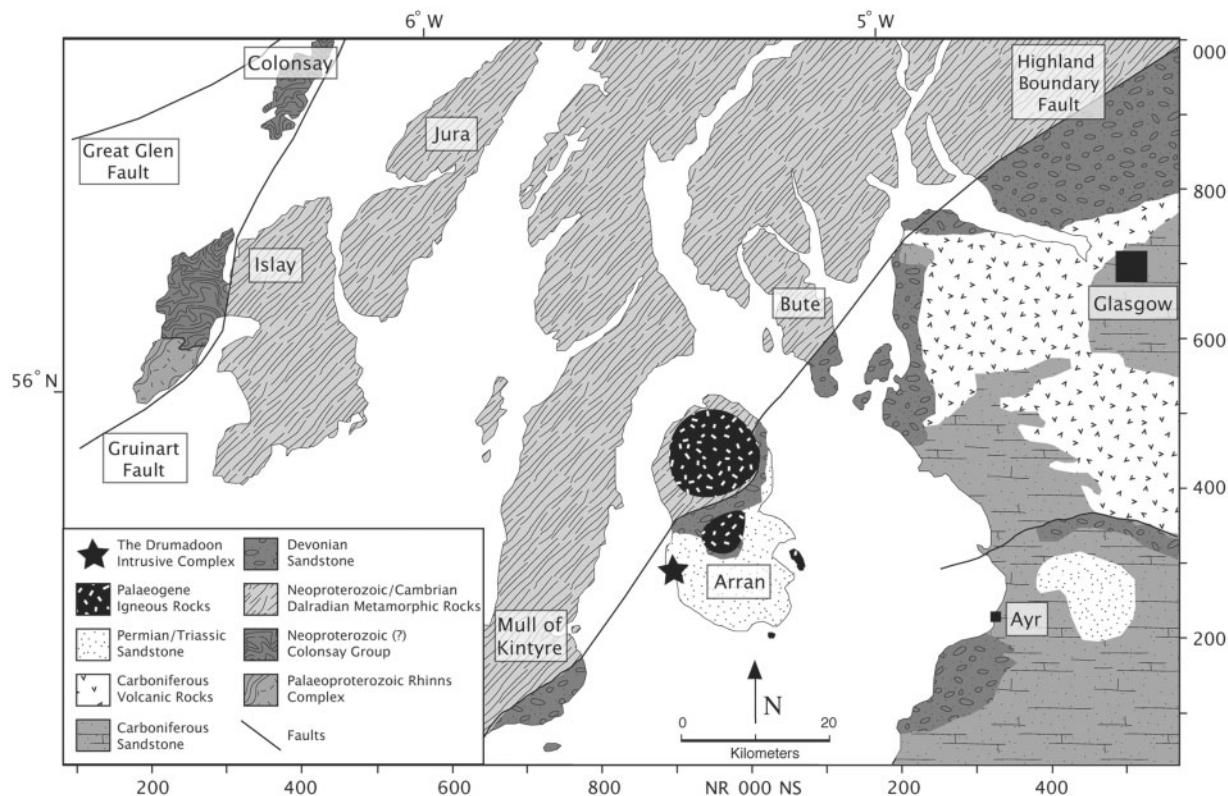 6° W
5° W
000
Colonsay
Highland
Boundary
Fault
Jura
Great Glen
Fault
800
Islay
Glasgow
Bute
600
56° N
Gruinart
Fault
400
The Drumadoon
Intrusive Complex
Devonian
Sandstone
Palaeogene
Igneous Rocks
Neoproterozoic/Cambrian
Dalradian Metamorphic Rocks
Permian/Triassic
Sandstone
Neoproterozoic (?)
Colonsay Group
Carboniferous
Volcanic Rocks
Palaeoproterozoic Rhinns
Complex
Carboniferous
Sandstone
Faults
Arran
Mull of
Kintyre
Ayr
200
N
0
20
Kilometers
200
400
600
800
NR 000 NS
200
400